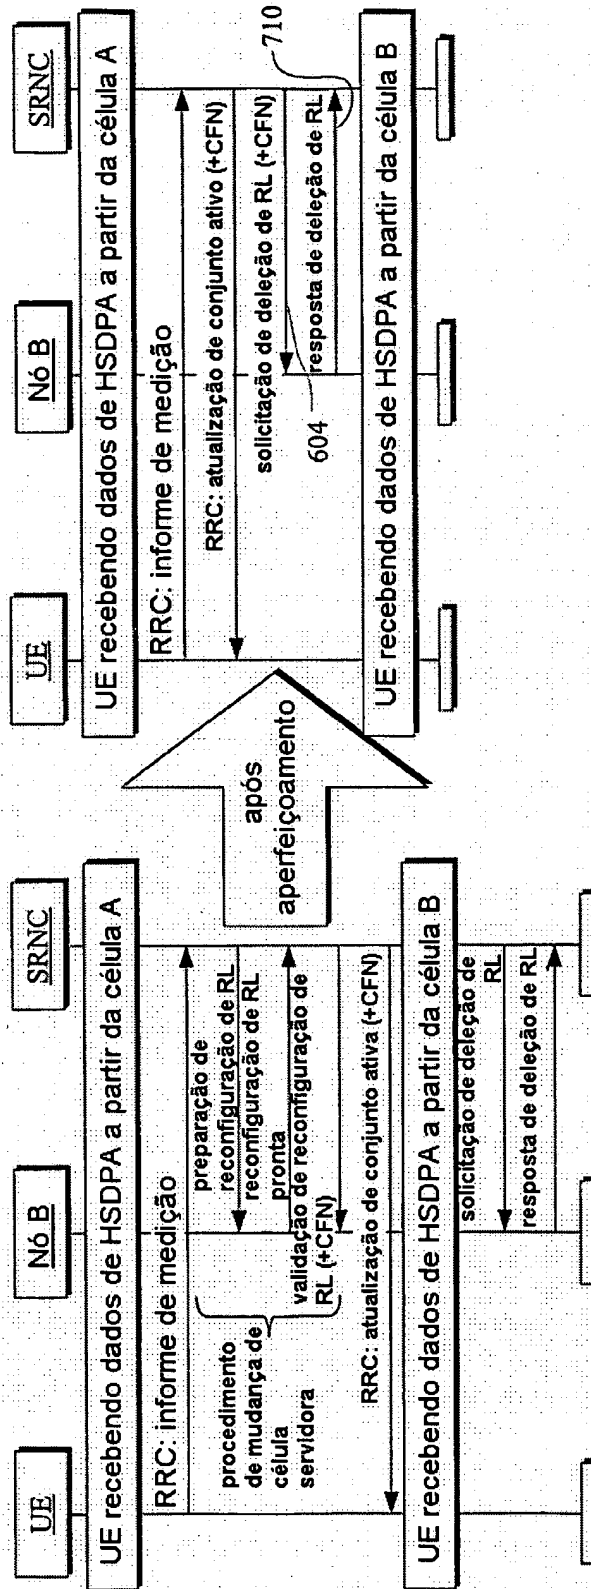 UE
Nó B
SRNC
UE recebendo dados de HSDPA a partir da célula A
RRC: informe de medição
preparação de
reconfiguração de RL
reconfiguração de RL
pronta
validação de reconfiguração de
RL (+CFN)
procedimento
de mudança de
célula
servidora
RRC: atualização de conjunto ativa (+CFN)
UE recebendo dados de HSDPA a partir da célula B
solicitação de deleção de
RL
resposta de deleção de RL
após
aperfeiçoamento
UE
Nó B
SRNC
UE recebendo dados de HSDPA a partir da célula A
RRC: informe de medição
RRC: atualização de conjunto ativo (+CFN)
solicitação de deleção de RL (+CFN)
604
resposta de deleção de RL
710
UE recebendo dados de HSDPA a partir da célula B